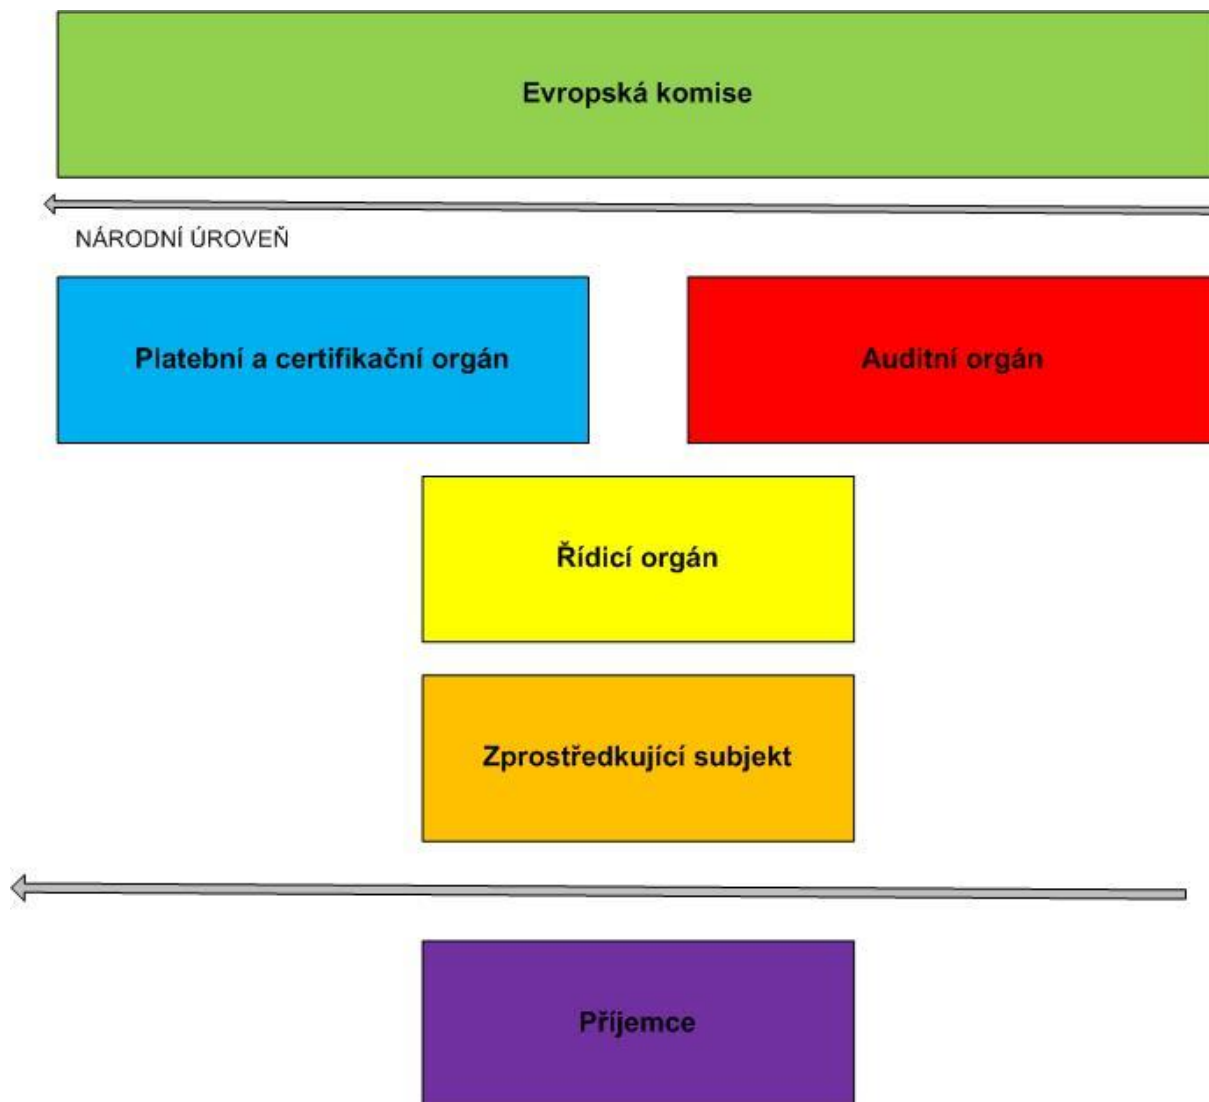 Evropská komise
NÁRODNÍ ÚROVEŇ
Platební a certifikační orgán
Auditní orgán
Řídicí orgán
Zprostředkující subjekt
Příjemce